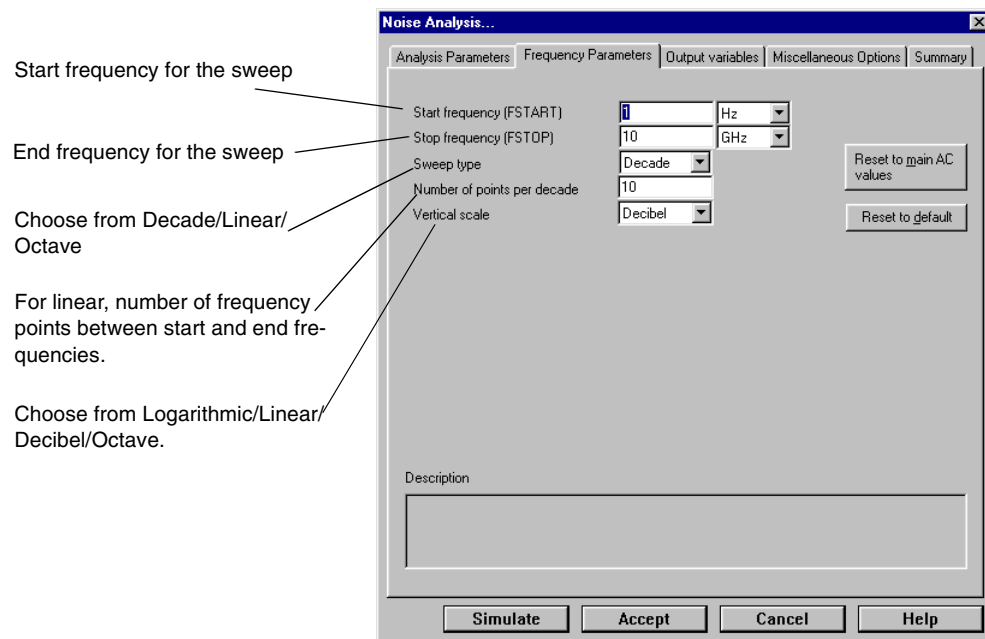 Noise Analysis...
Analysis Parameters Frequency Parameters Output variables Miscellaneous Options Summary
Start frequency for the sweep
Start frequency (FSTART) 1 Hz
End frequency for the sweep
Stop frequency (FSTOP) 10 GHz
Sweep type Decade
Reset to main AC
values
Number of points per decade 10
Choose from Decade/Linear/
Octave
Vertical scale Decibel
Reset to default
For linear, number of frequency
points between start and end fre-
quencies.
Choose from Logarithmic/Linear/
Decibel/Octave.
Description
Simulate Accept Cancel Help